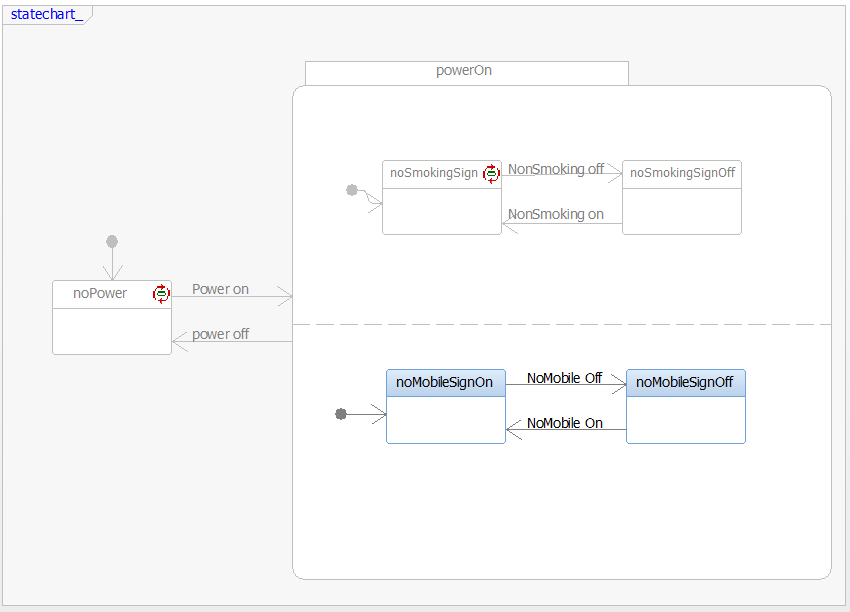 statechart_
powerOn
noSmokingSign
NonSmoking off
noSmokingSignOff
NonSmoking on
noPower
Power on
power off
noMobileSignOn
NoMobile Off
noMobileSignOff
NoMobile On